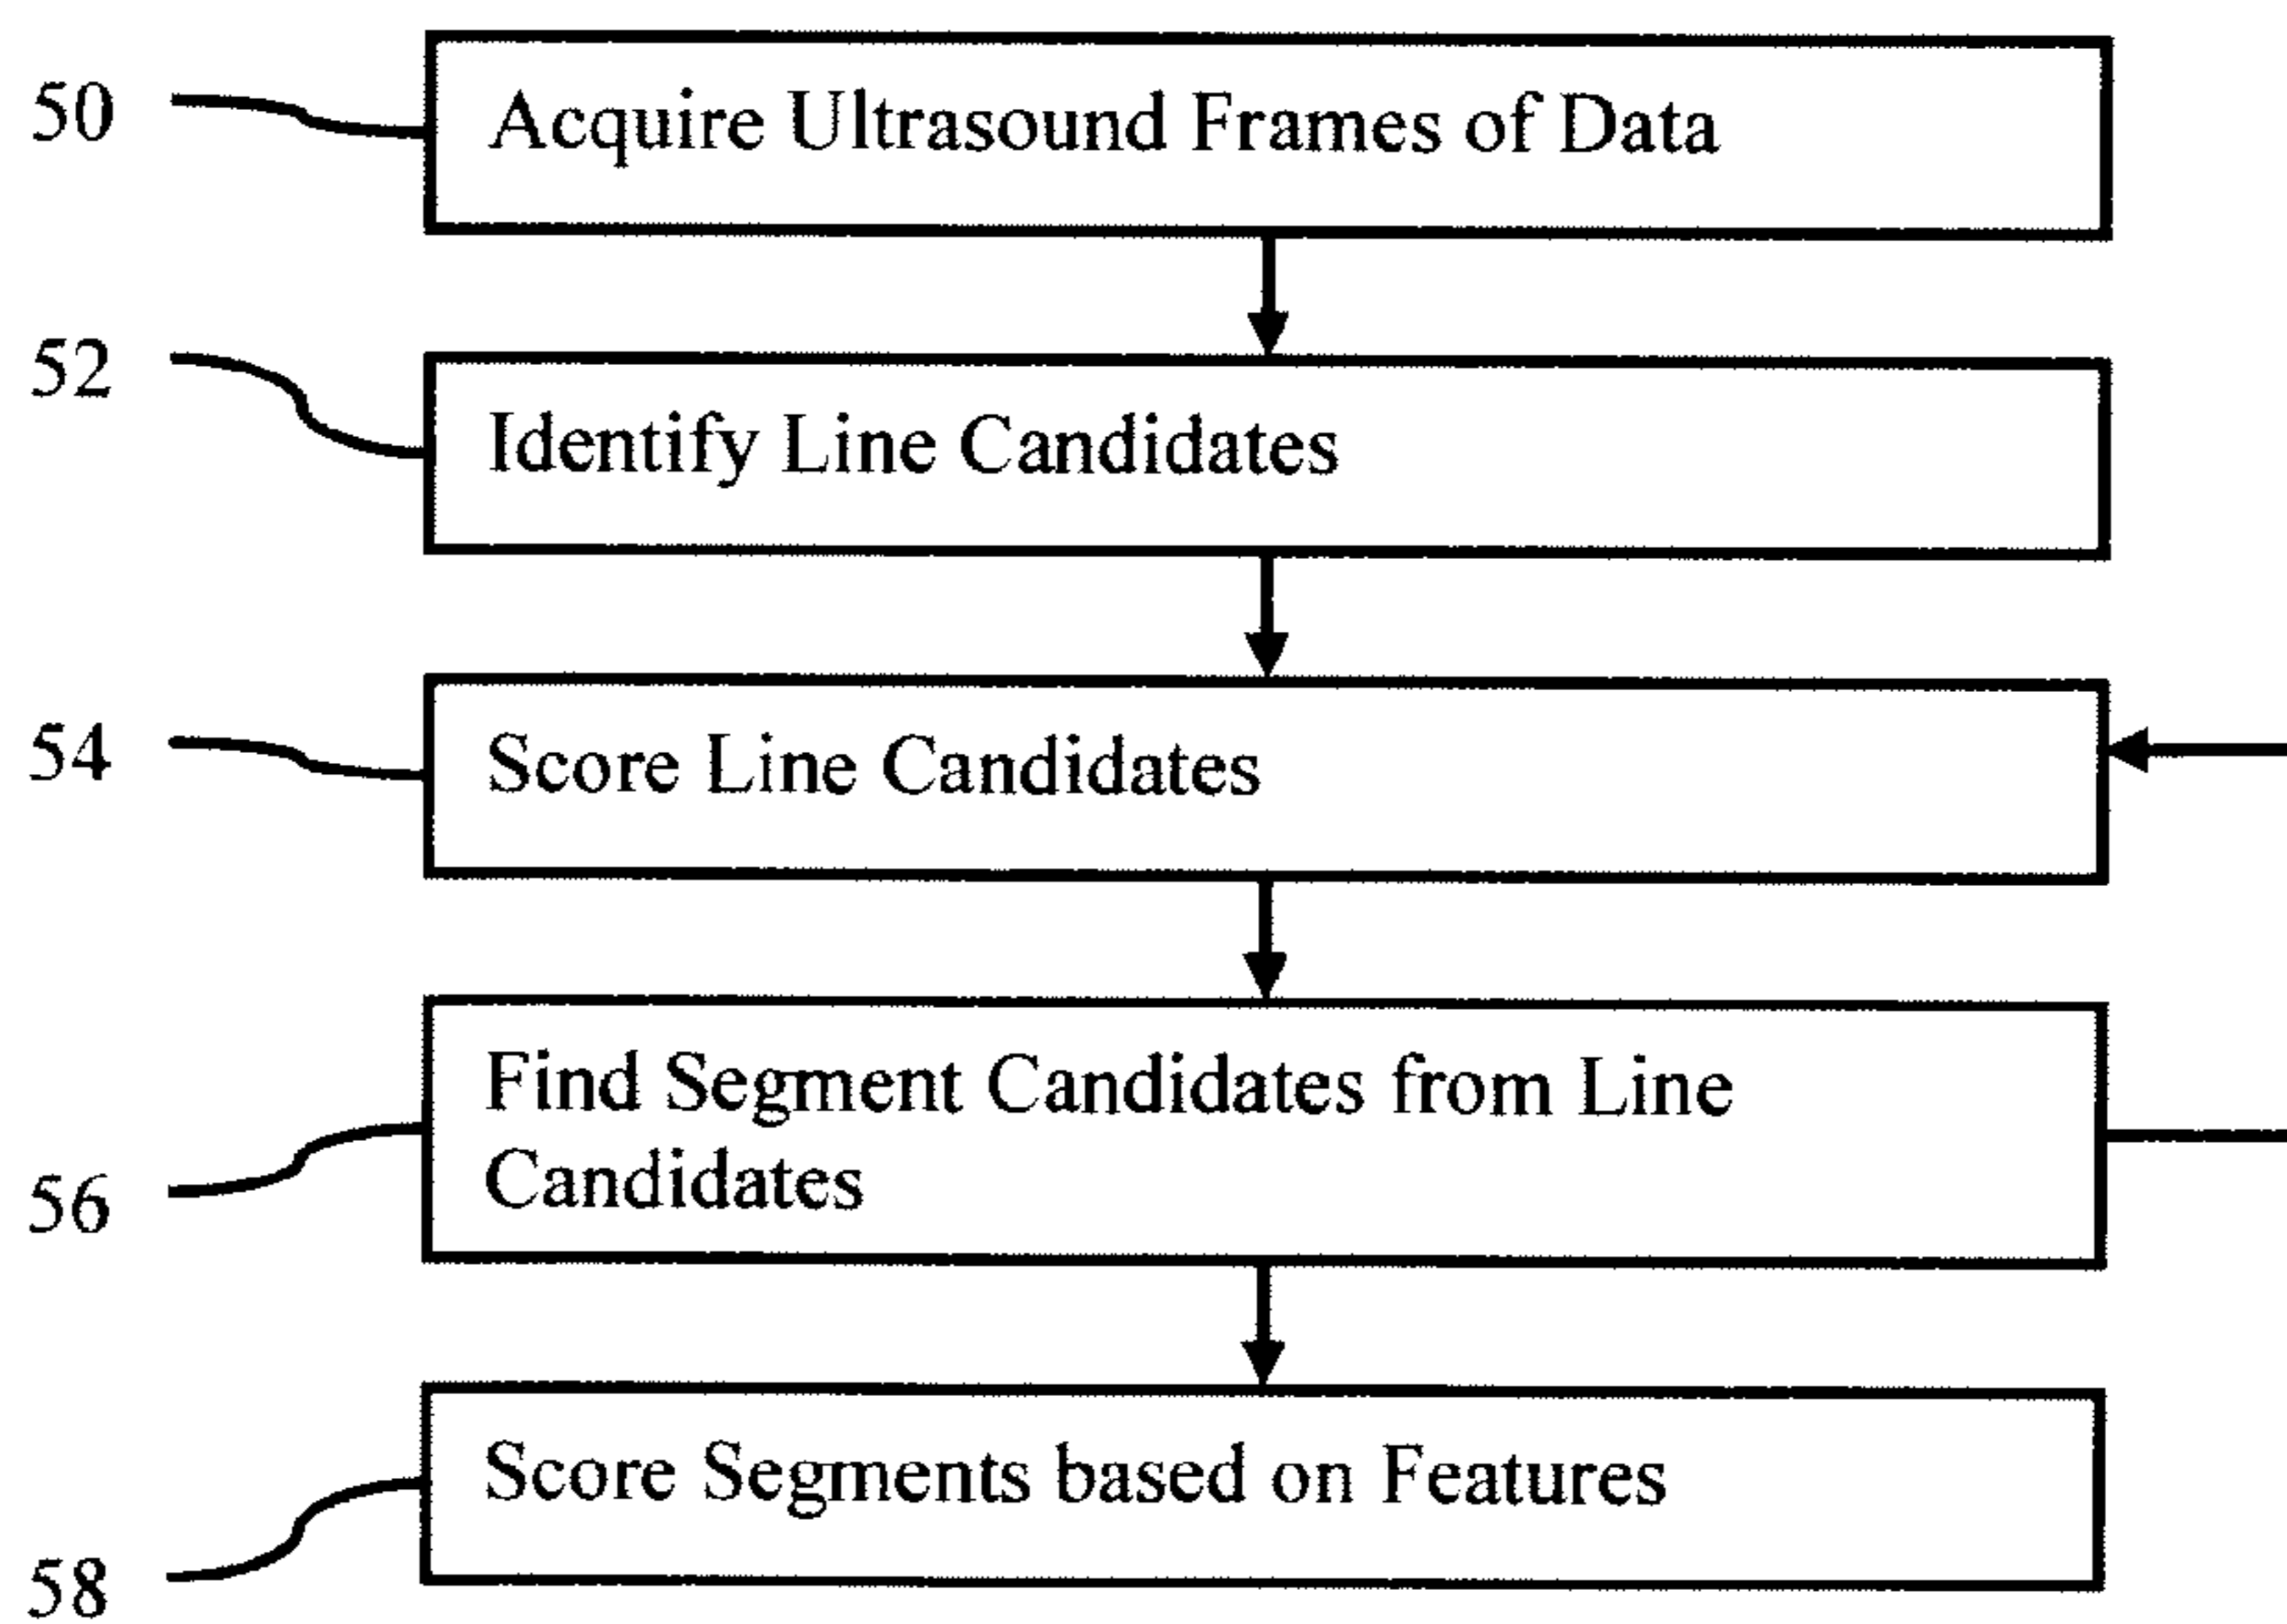 50
Acquire Ultrasound Frames of Data
52
Identify Line Candidates
54
Score Line Candidates
56
Find Segment Candidates from Line
Candidates
58
Score Segments based on Features